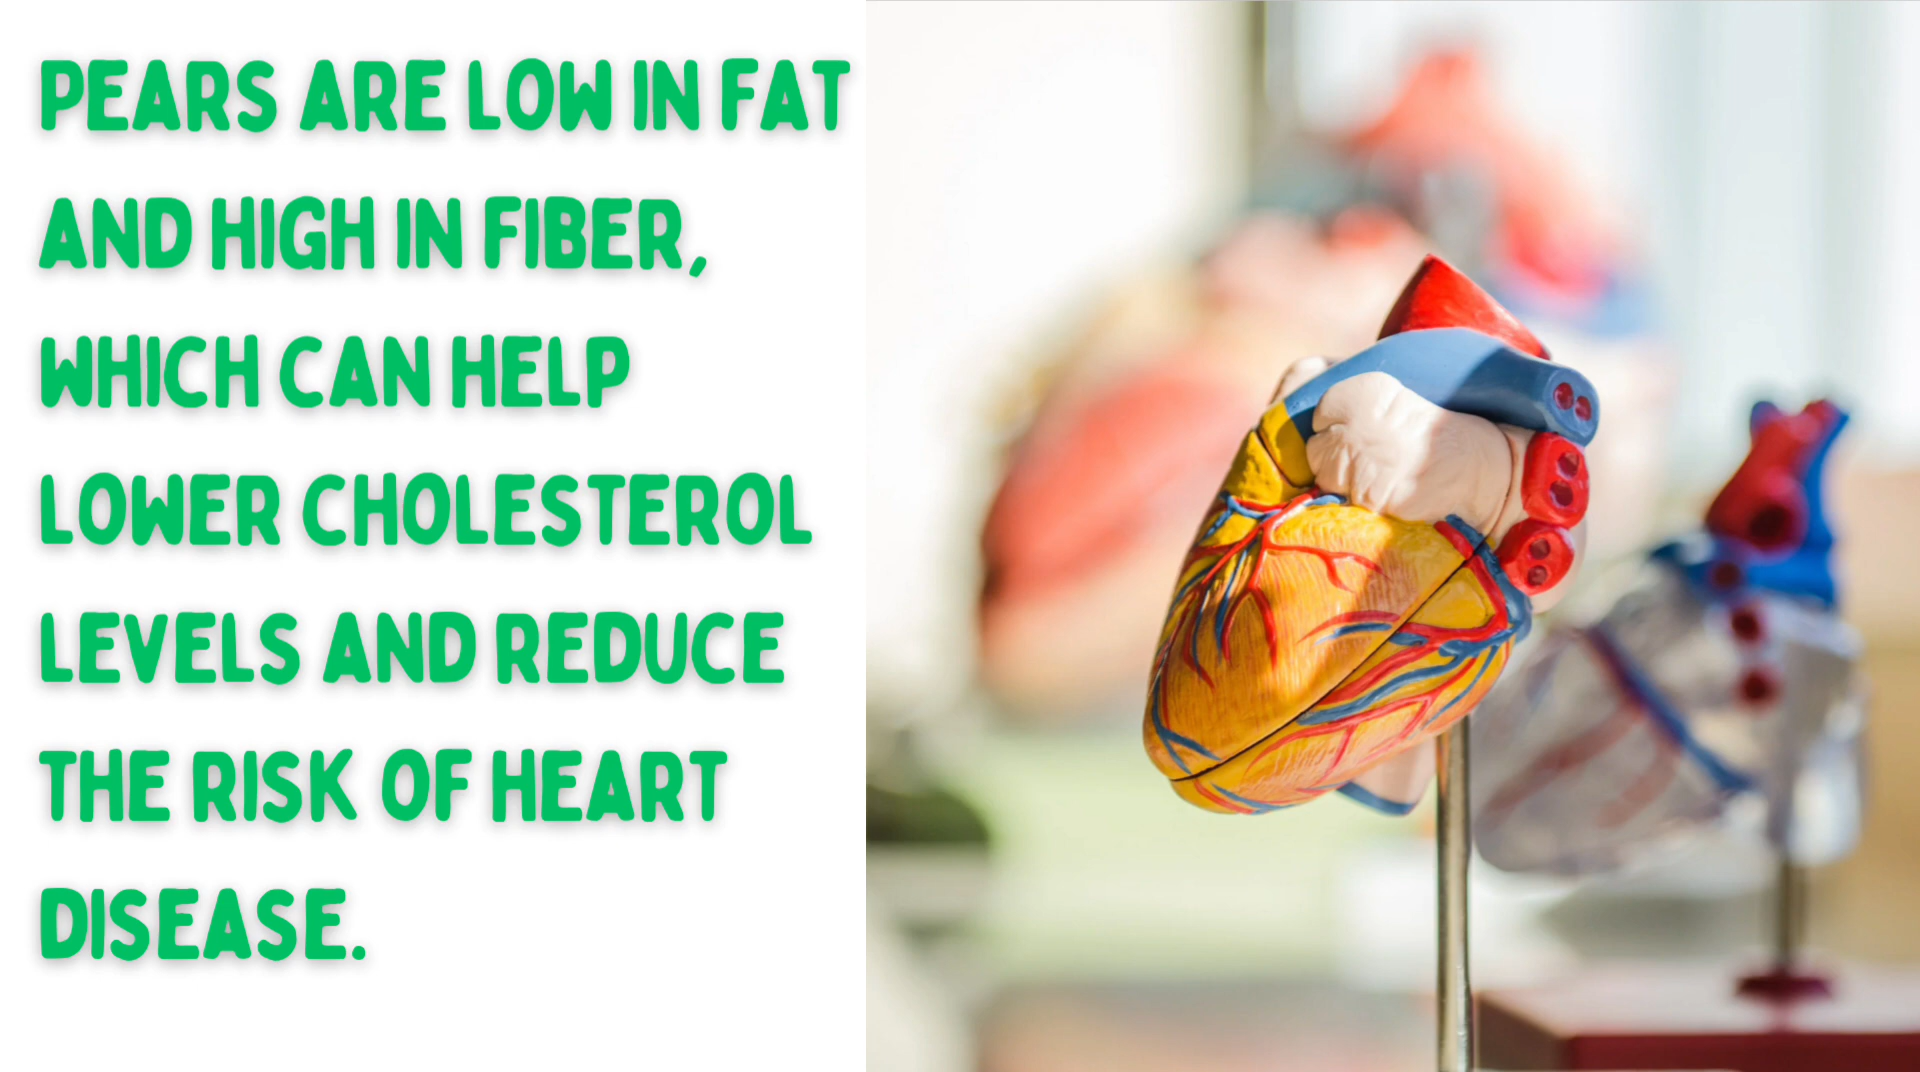 PEARS ARE LOW IN FAT
AND HIGH IN FIBER,
WHICH CAN HELP
LOWER CHOLESTEROL
LEVELS AND REDUCE
THE RISK OF HEART
DISEASE.